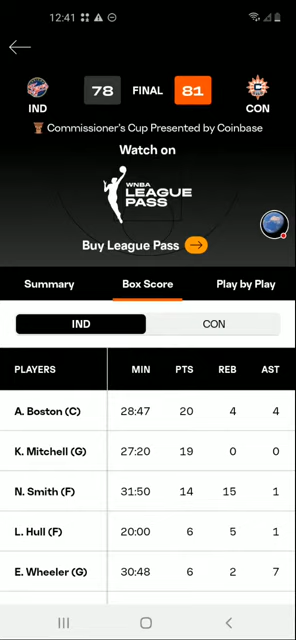 12:41
78 FINAL 81
IND CON
Commissioner's Cup Presented by Coinbase
Watch on
WNBA
LEAGUE
PASS
Buy League Pass
Summary Box Score Play by Play
IND CON
PLAYERS MIN PTS REB AST
A. Boston (C) 28:47 20 4 4
K. Mitchell (G) 27:20 19 0 0
N. Smith (F) 31:50 14 15 1
L. Hull (F) 20:00 6 5 1
E. Wheeler (G) 30:48 6 2 7